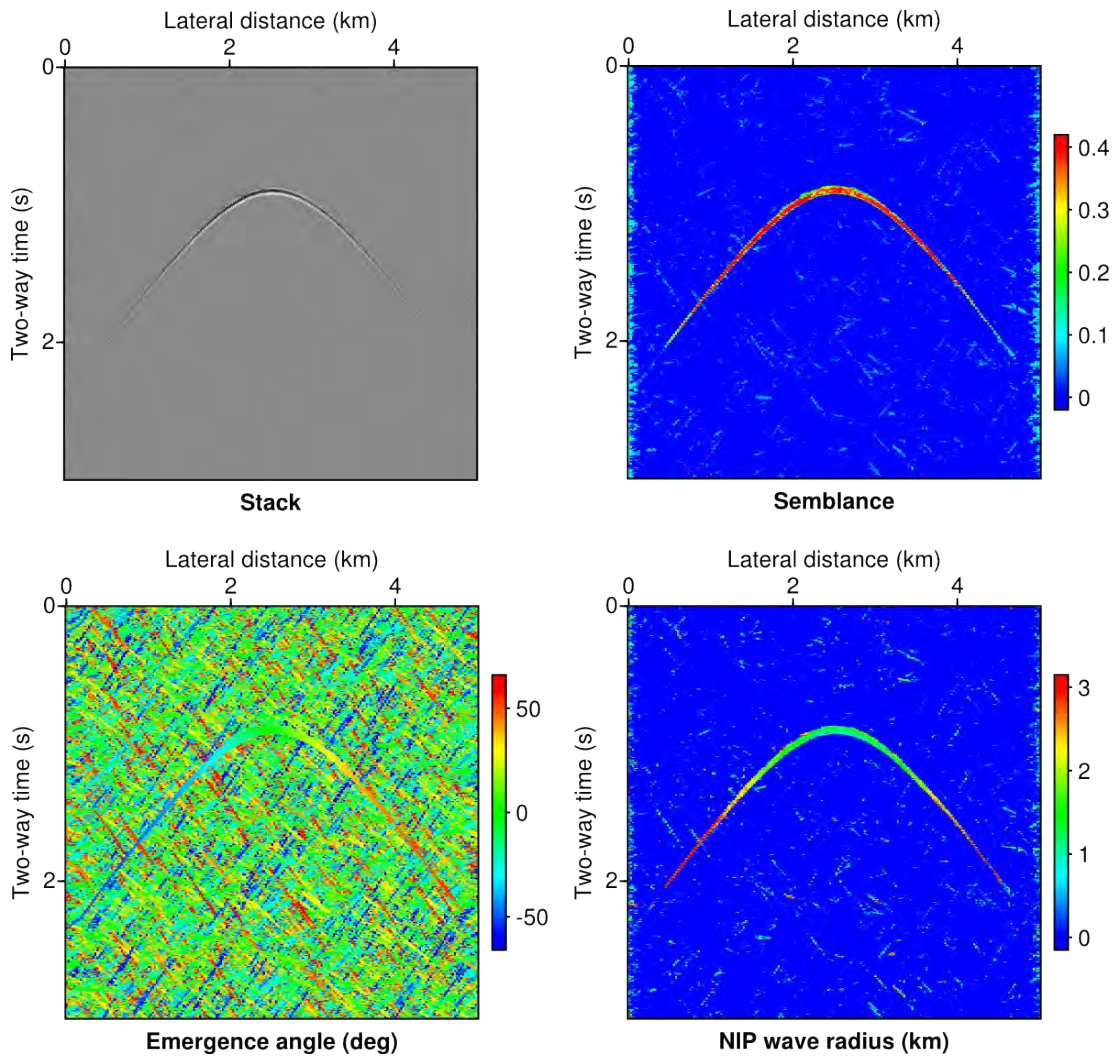 Lateral distance (km)
0 2 4
0
2
Two-way time (s)
Stack
Lateral distance (km)
0 2 4
0
2
Two-way time (s)
0.4
0.3
0.2
0.1
0
Semblance
Lateral distance (km)
0 2 4
0
2
Two-way time (s)
50
0
-50
Emergence angle (deg)
Lateral distance (km)
0 2 4
0
2
Two-way time (s)
3
2
1
0
NIP wave radius (km)